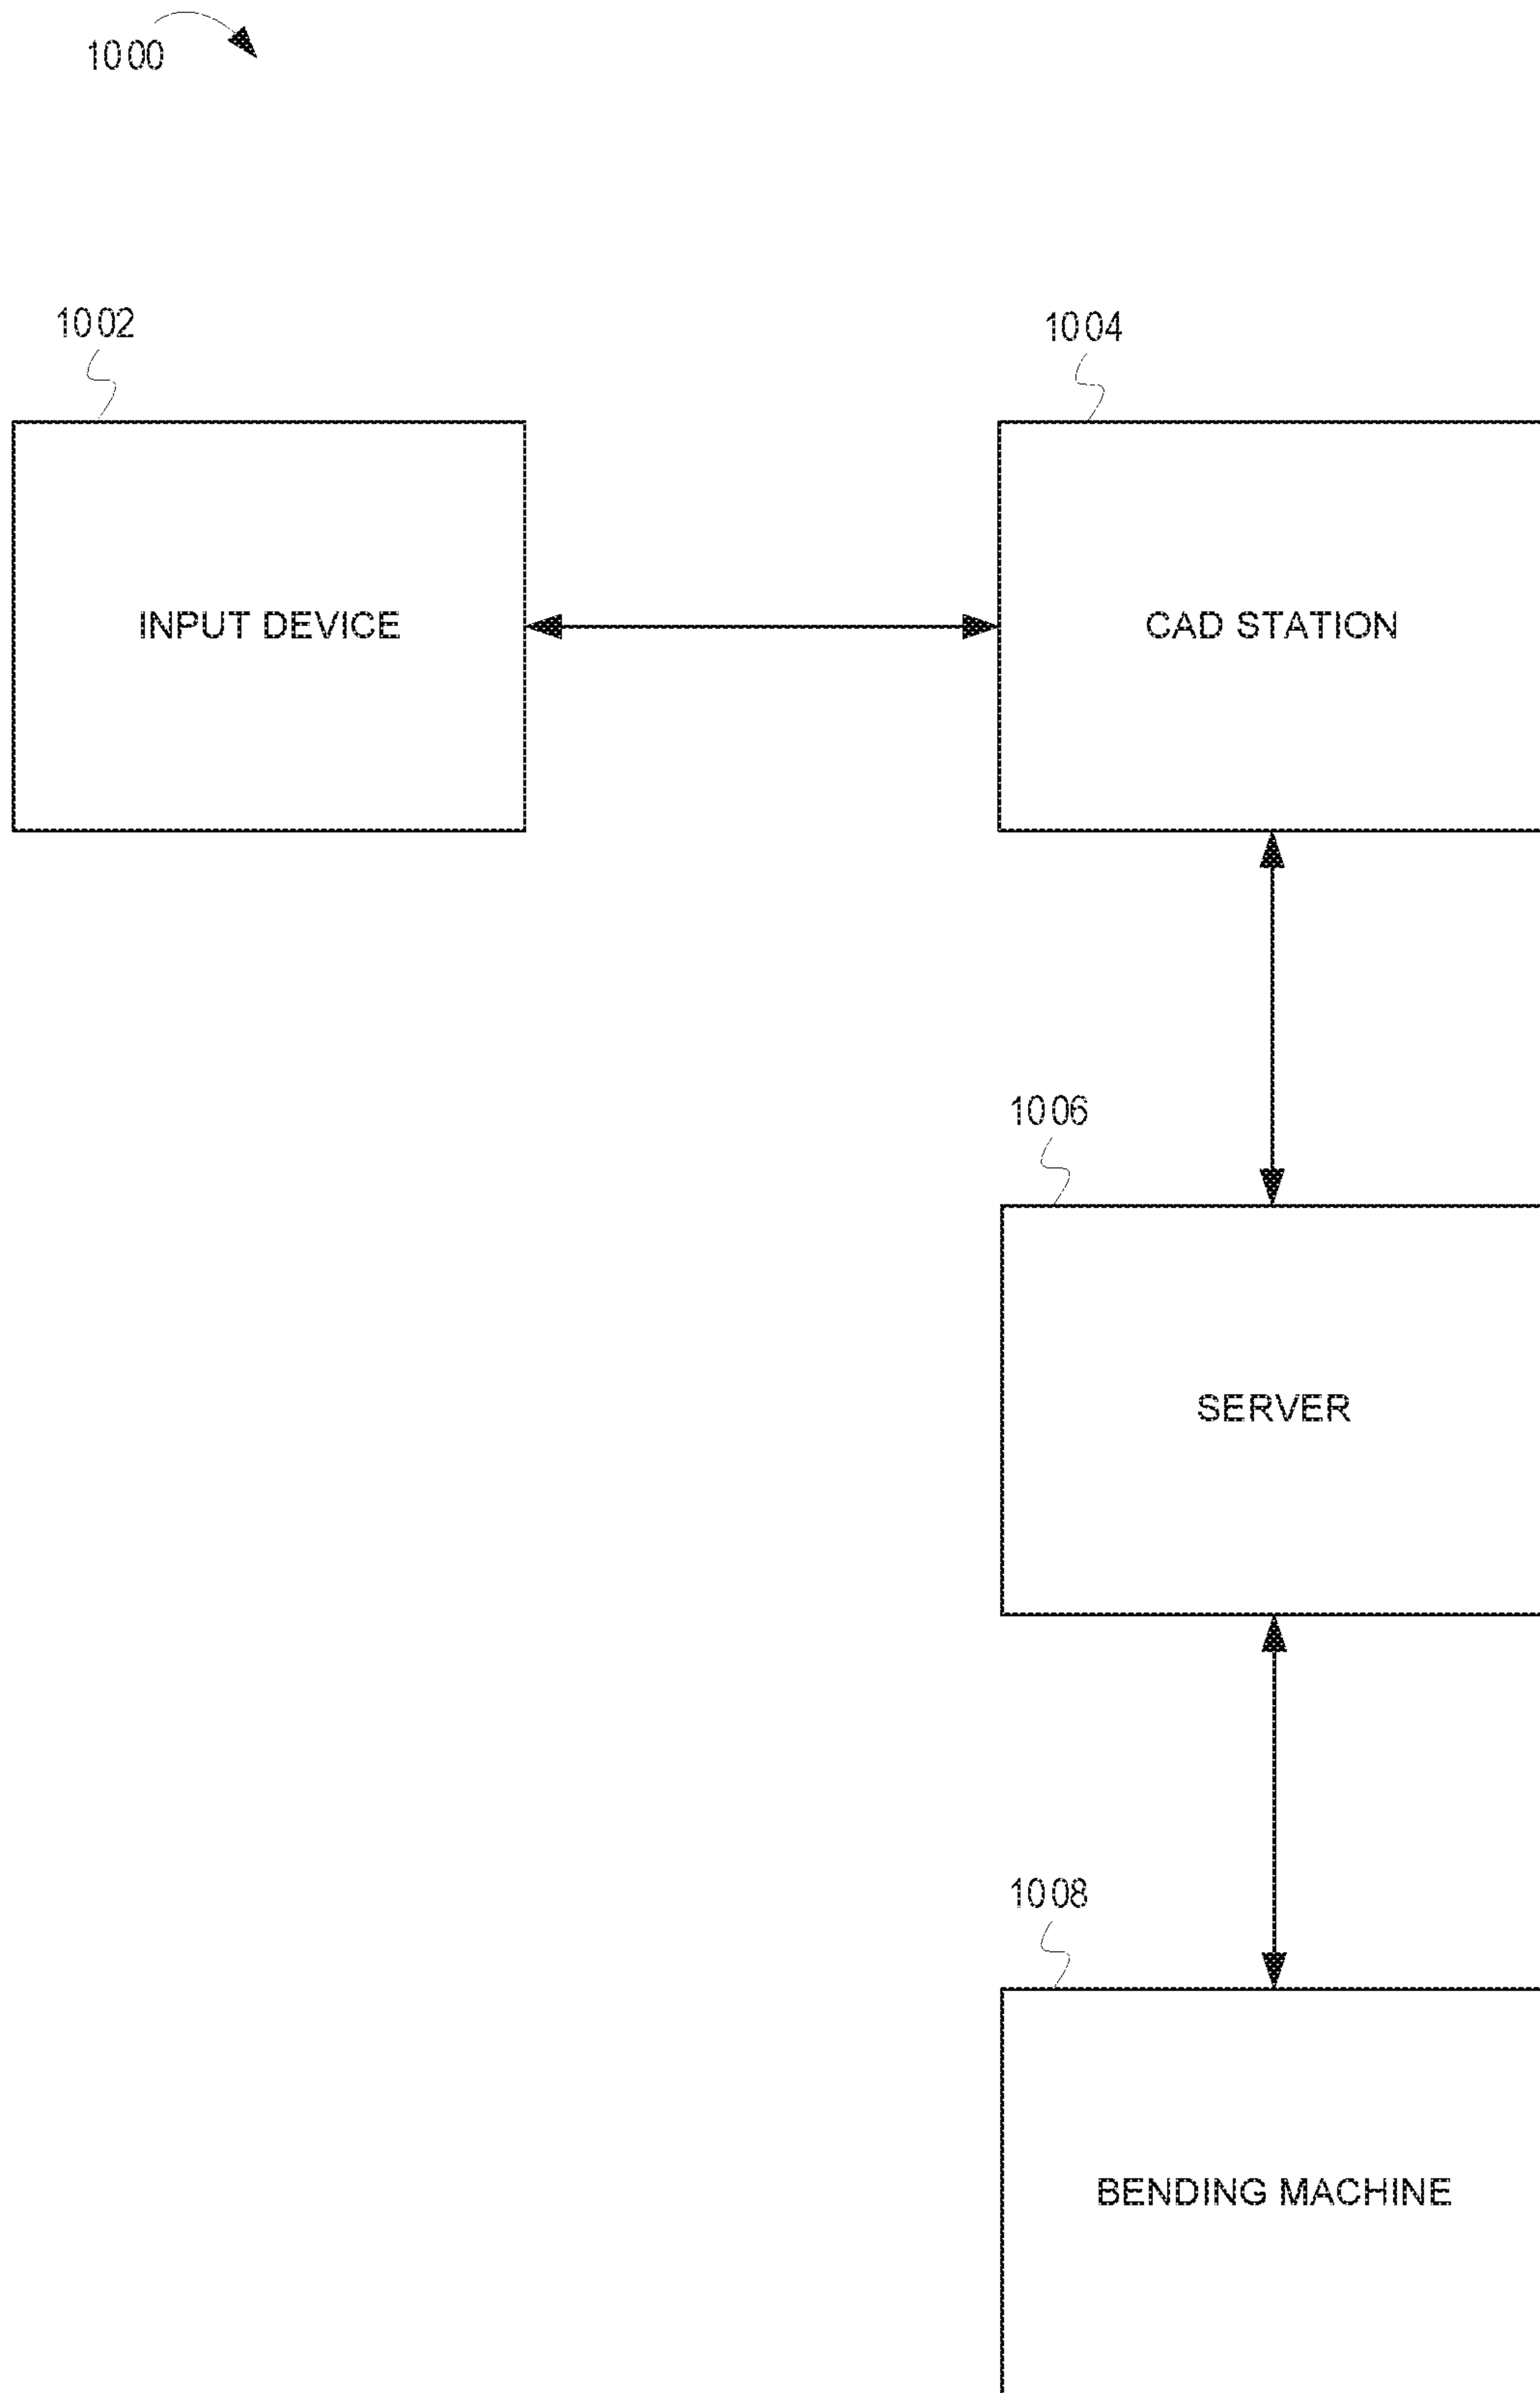 1000
1002
1004
INPUT DEVICE
CAD STATION
1006
SERVER
1008
BENDING MACHINE